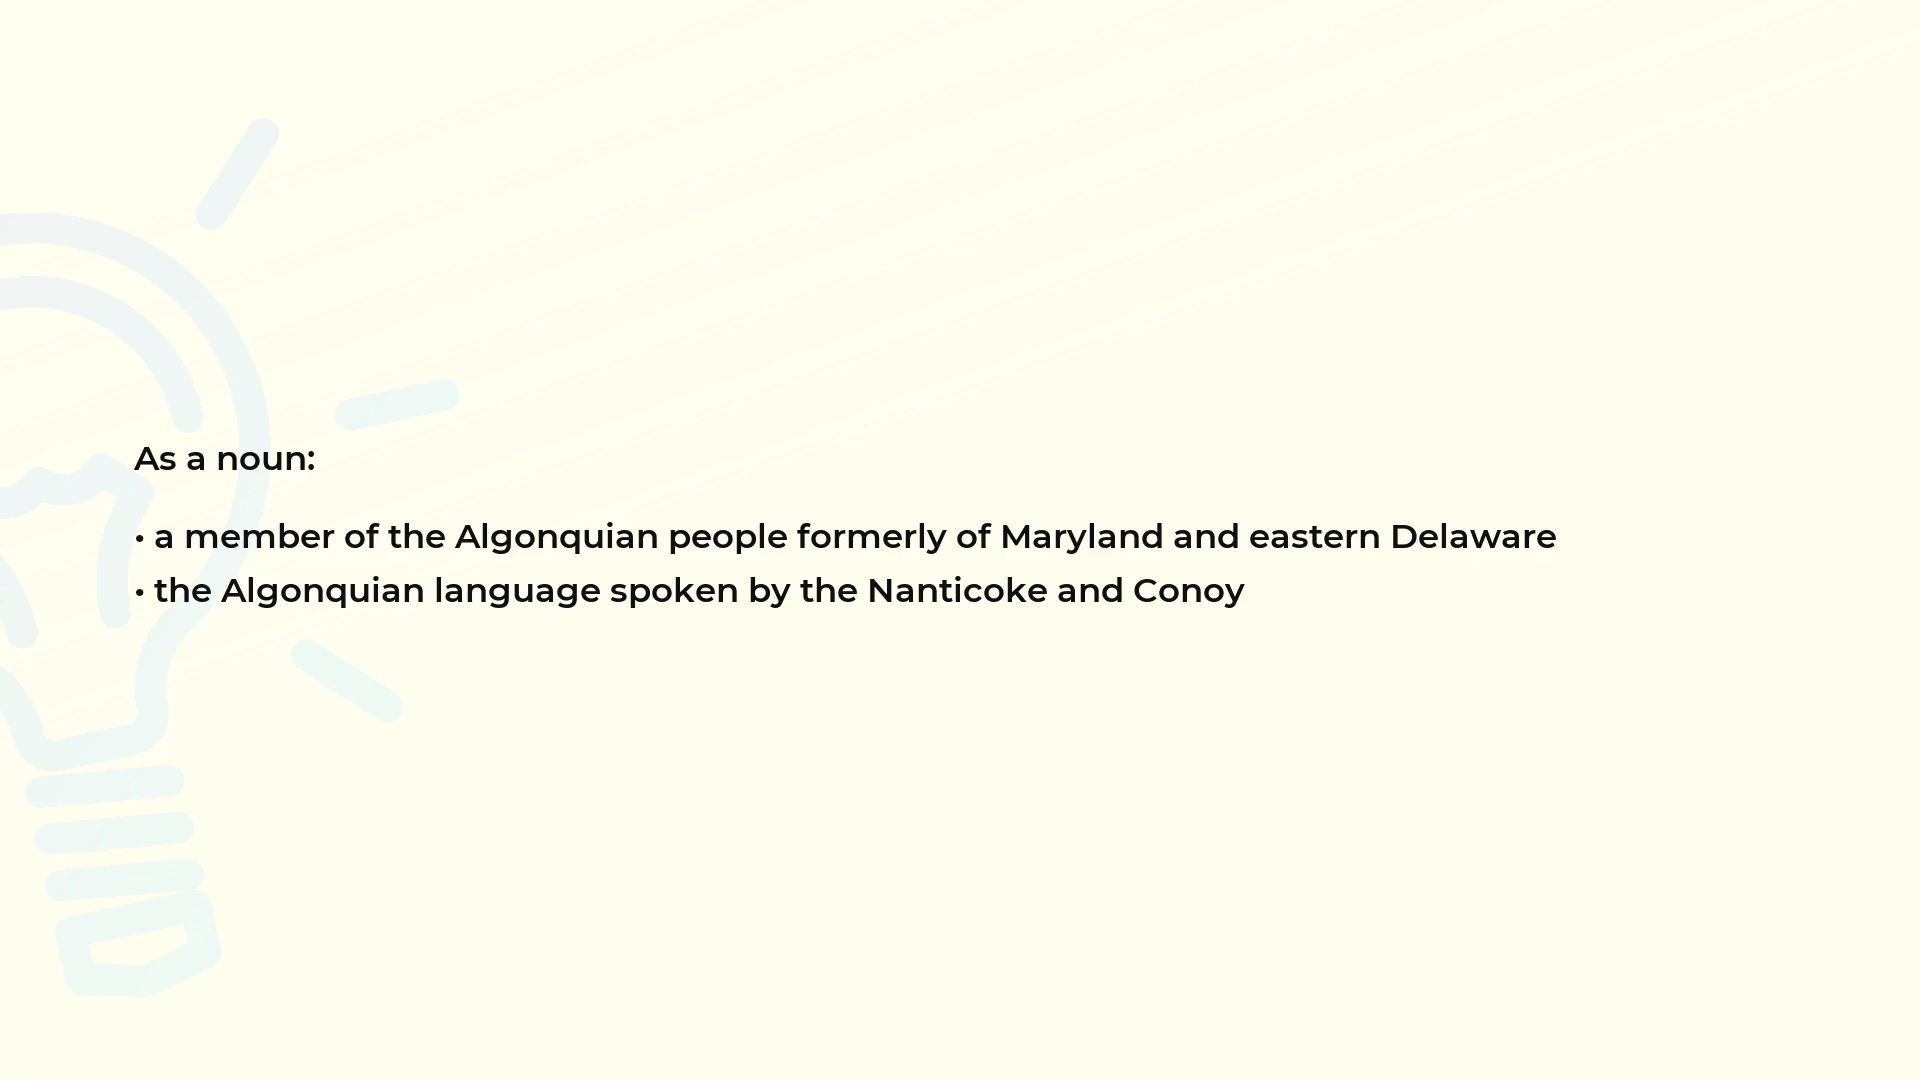 As a noun:
• a member of the Algonquian people formerly of Maryland and eastern Delaware
• the Algonquian language spoken by the Nanticoke and Conoy